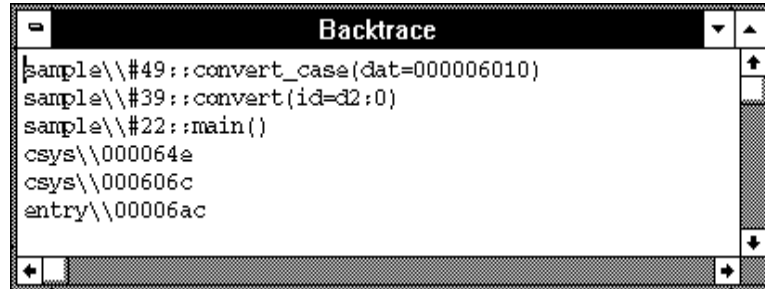 Backtrace
sample\\#49::convert_case(dat=000006010)
sample\\#39::convert(id=d2:0)
sample\\#22::main()
csys\\000064e
csys\\000606c
entry\\00006ac